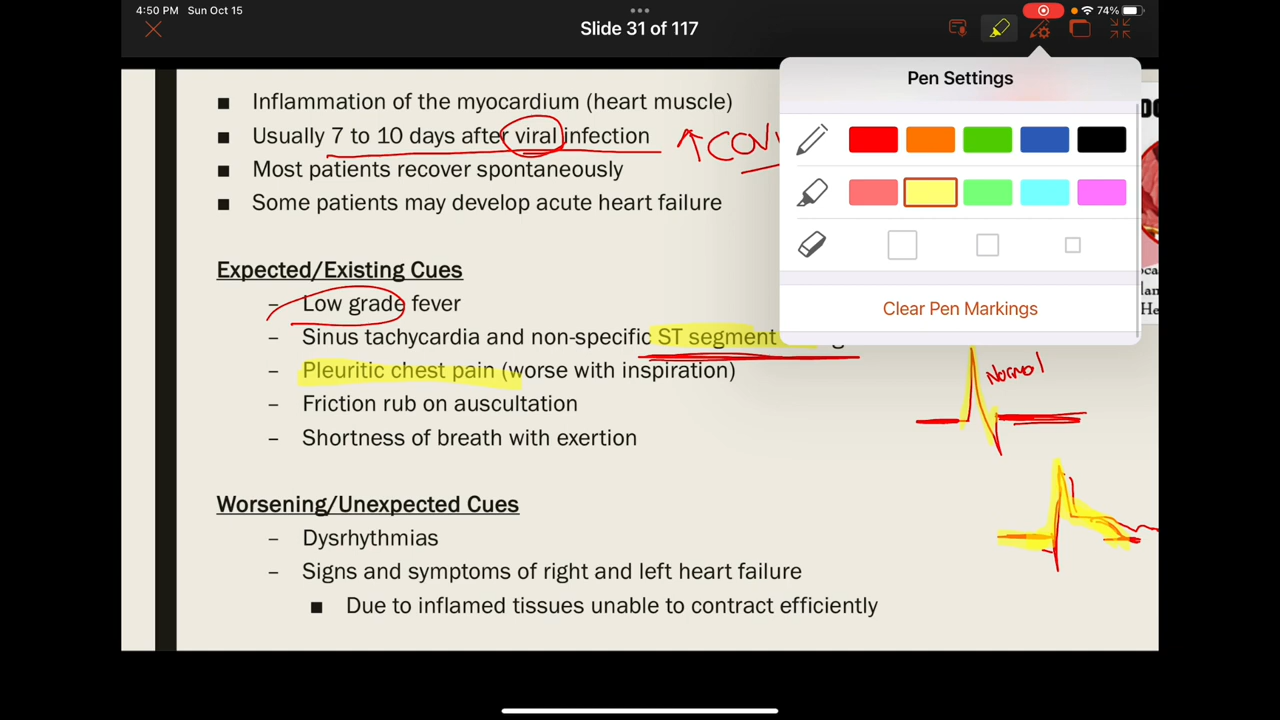 4:50 PM Sun Oct 15
74%
Slide 31 of 117
Pen Settings
Clear Pen Markings
■ Inflammation of the myocardium (heart muscle)
■ Usually 7 to 10 days after viral infection
↑ COV
■ Most patients recover spontaneously
■ Some patients may develop acute heart failure
Expected/Existing Cues
– Low grade fever
– Sinus tachycardia and non-specific ST segment
– Pleuritic chest pain (worse with inspiration)
– Friction rub on auscultation
– Shortness of breath with exertion
Normal
Worsening/Unexpected Cues
– Dysrhythmias
– Signs and symptoms of right and left heart failure
■ Due to inflamed tissues unable to contract efficiently